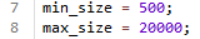 7 min_size = 500;
8 max_size = 20000;